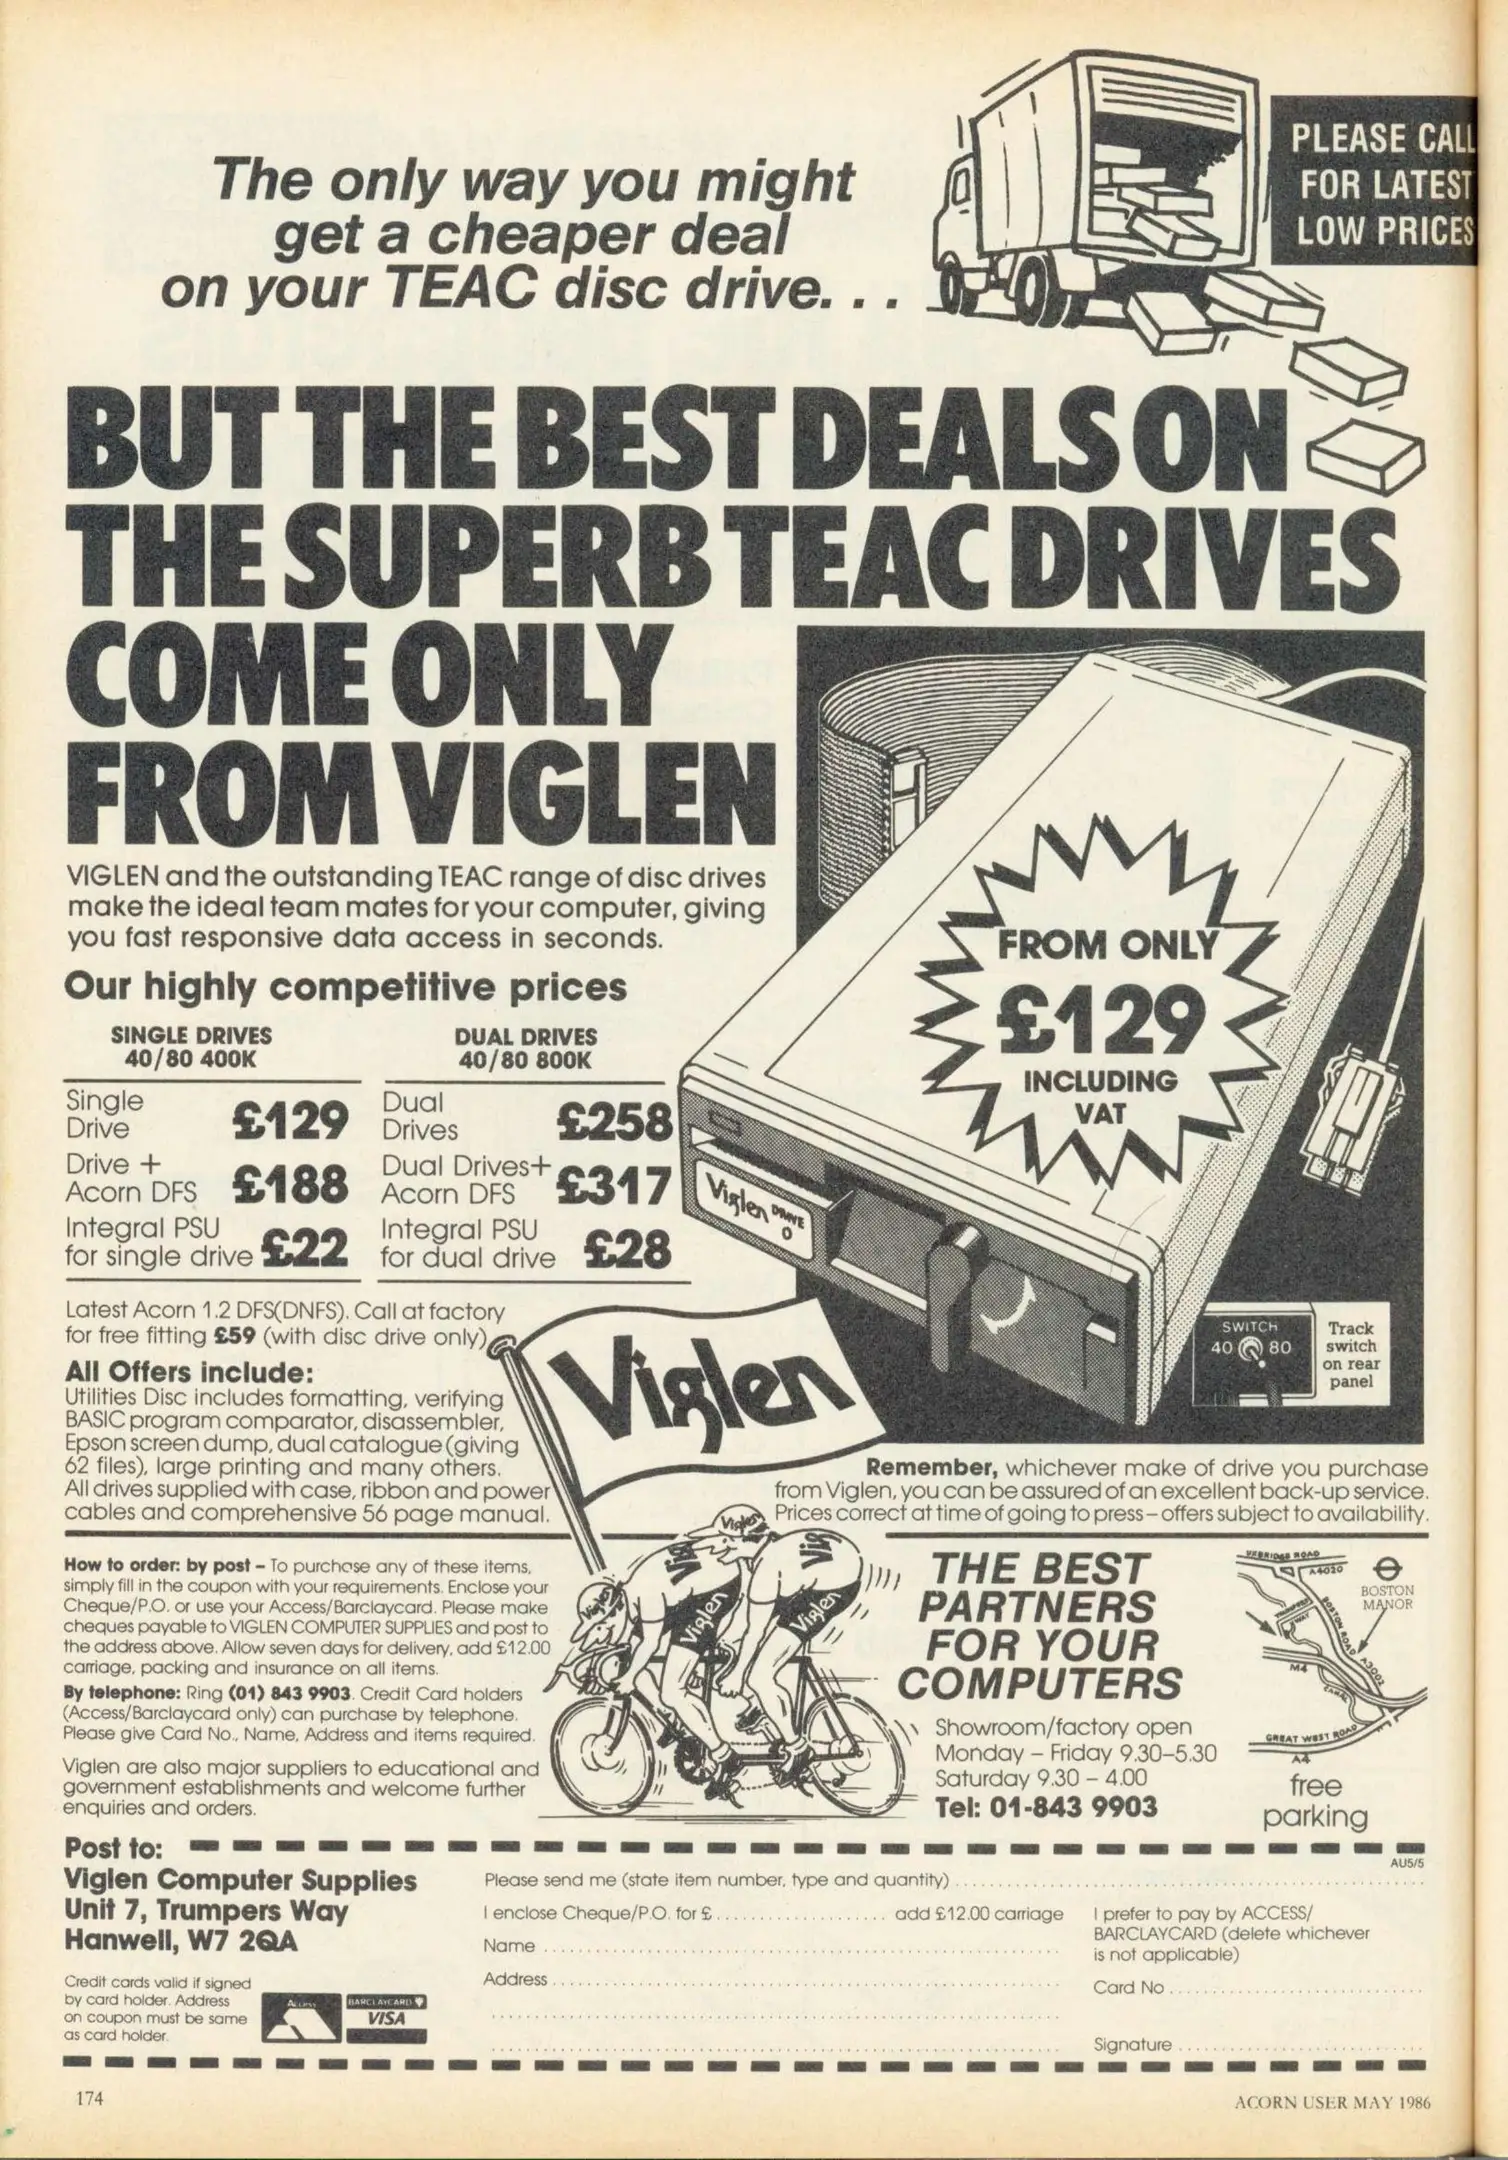 The only way you might
get a cheaper deal
on your TEAC disc drive. . .
PLEASE CALL
FOR LATEST
LOW PRICES
BUT THE BEST DEALS ON
THE SUPERB TEAC DRIVES
COME ONLY
FROM VIGLEN
VIGLEN and the outstanding TEAC range of disc drives
make the ideal team mates for your computer, giving
you fast responsive data access in seconds.
Our highly competitive prices
SINGLE DRIVES
40/80 400K
Single
Drive £129
Drive +
Acorn DFS £188
Integral PSU
for single drive £22
DUAL DRIVES
40/80 800K
Dual
Drives £258
Dual Drives+
Acorn DFS £317
Integral PSU
for dual drive £28
FROM ONLY
£129
INCLUDING
VAT
Viglen DRIVE
0
SWITCH
40 80
Track
switch
on rear
panel
Latest Acorn 1.2 DFS(DNFS). Call at factory
for free fitting £59 (with disc drive only)
All Offers include:
Utilities Disc includes formatting, verifying
BASIC program comparator, disassembler,
Epson screen dump, dual catalogue (giving
62 files), large printing and many others.
All drives supplied with case, ribbon and power
cables and comprehensive 56 page manual.
Viglen
Remember, whichever make of drive you purchase
from Viglen, you can be assured of an excellent back-up service.
Prices correct at time of going to press – offers subject to availability.
How to order: by post – To purchase any of these items,
simply fill in the coupon with your requirements. Enclose your
Cheque/P.O. or use your Access/Barclaycard. Please make
cheques payable to VIGLEN COMPUTER SUPPLIES and post to
the address above. Allow seven days for delivery, add £12.00
carriage, packing and insurance on all items.
By telephone: Ring (01) 843 9903. Credit Card holders
(Access/Barclaycard only) can purchase by telephone.
Please give Card No., Name, Address and items required.
Viglen are also major suppliers to educational and
government establishments and welcome further
enquiries and orders.
Viglen
Viglen
Vig
Vig
Viglen
Viglen
THE BEST
PARTNERS
FOR YOUR
COMPUTERS
Showroom/factory open
Monday – Friday 9.30–5.30
Saturday 9.30 – 4.00
Tel: 01-843 9903
UXBRIDGE ROAD
A4020
BOSTON
MANOR
TRUMPERS
WAY
BOSTON ROAD
A3002
M4
CANAL
GREAT WEST ROAD
A4
free
parking
Post to:
Viglen Computer Supplies
Unit 7, Trumpers Way
Hanwell, W7 2QA
Credit cards valid if signed
by card holder. Address
on coupon must be same
as card holder.
Access
BARCLAYCARD
VISA
AU5/5
Please send me (state item number, type and quantity)
I enclose Cheque/P.O. for £ add £12.00 carriage
Name
Address
I prefer to pay by ACCESS/
BARCLAYCARD (delete whichever
is not applicable)
Card No
Signature
174
ACORN USER MAY 1986